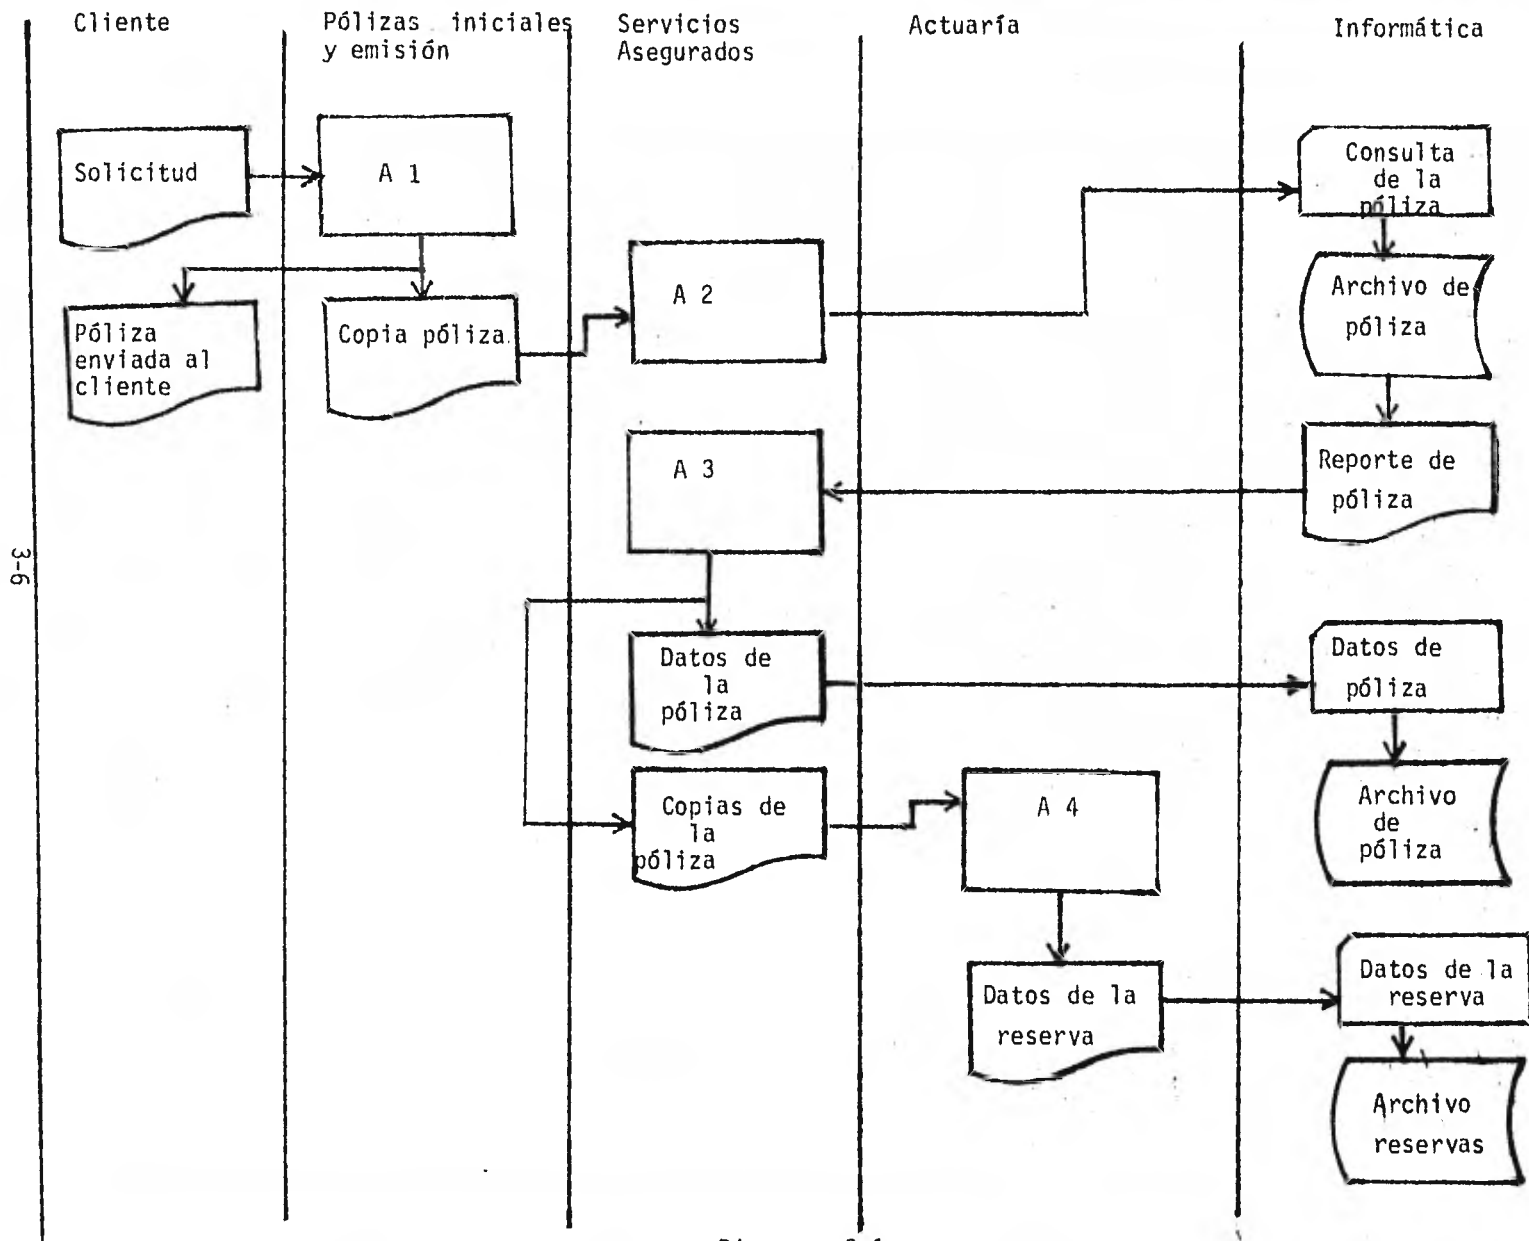 Cliente
Pólizas iniciales
y emisión
Servicios
Asegurados
Actuaría
Informática
Solicitud
A 1
Consulta
de la
póliza
A 2
Archivo de
póliza
Póliza
enviada al
cliente
Copia póliza
A 3
Reporte de
póliza
3-6
Datos de
la
póliza
Datos de
póliza
Copias de
la
póliza
A 4
Archivo
de
póliza
Datos de la
reserva
Datos de la
reserva
Archivo
reservas